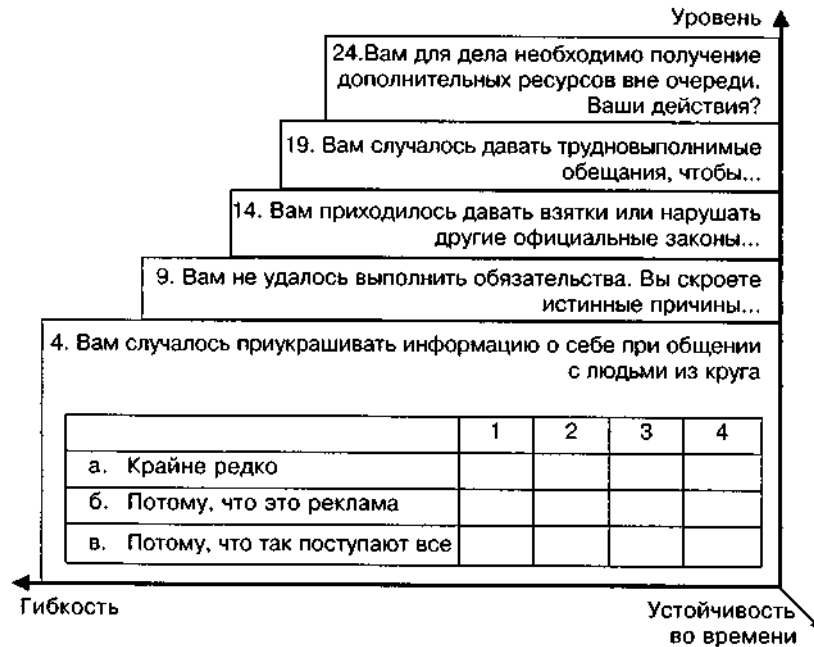 Уровень
24.Вам для дела необходимо получение
дополнительных ресурсов вне очереди.
Ваши действия?
19. Вам случалось давать трудновыполнимые
обещания, чтобы...
14. Вам приходилось давать взятки или нарушать
другие официальные законы...
9. Вам не удалось выполнить обязательства. Вы скроете
истинные причины...
4. Вам случалось приукрашивать информацию о себе при общении
с людьми из круга
1 2 3 4
а. Крайне редко
б. Потому, что это реклама
в. Потому, что так поступают все
Гибкость
Устойчивость
во времени